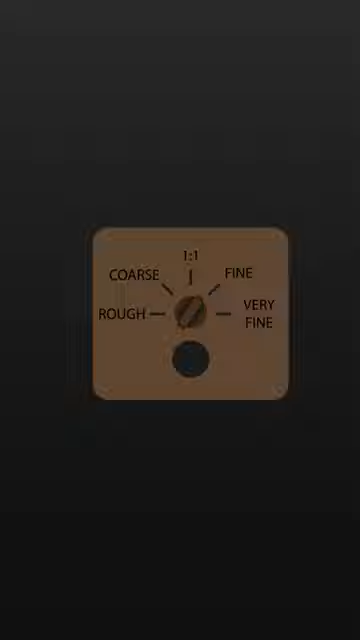 1:1
COARSE
FINE
ROUGH
VERY
FINE